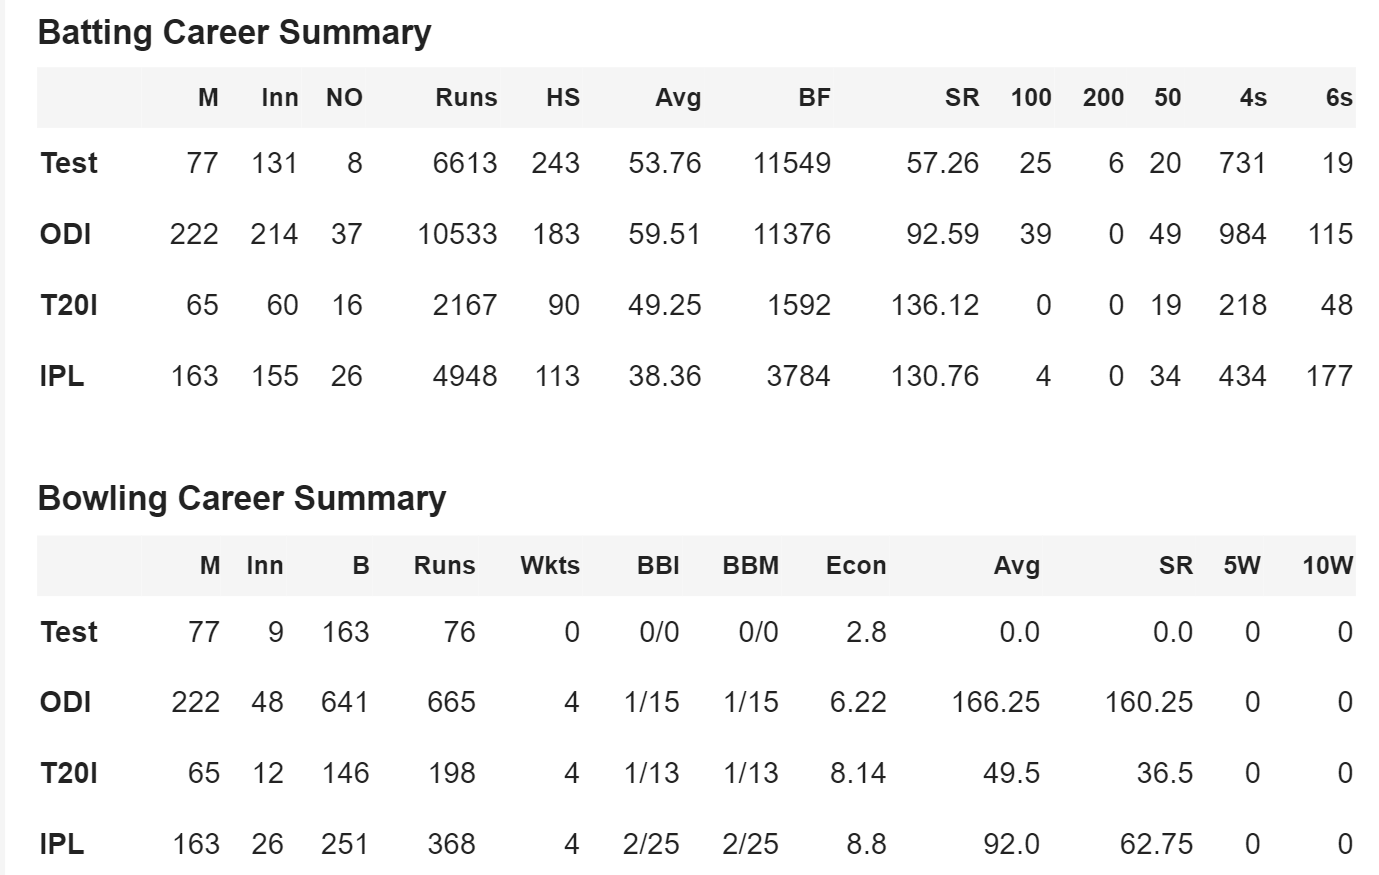 Batting Career Summary
M Inn NO Runs HS Avg BF SR 100 200 50 4s 6s
Test 77 131 8 6613 243 53.76 11549 57.26 25 6 20 731 19
ODI 222 214 37 10533 183 59.51 11376 92.59 39 0 49 984 115
T20I 65 60 16 2167 90 49.25 1592 136.12 0 0 19 218 48
IPL 163 155 26 4948 113 38.36 3784 130.76 4 0 34 434 177
Bowling Career Summary
M Inn B Runs Wkts BBI BBM Econ Avg SR 5W 10W
Test 77 9 163 76 0 0/0 0/0 2.8 0.0 0.0 0 0
ODI 222 48 641 665 4 1/15 1/15 6.22 166.25 160.25 0 0
T20I 65 12 146 198 4 1/13 1/13 8.14 49.5 36.5 0 0
IPL 163 26 251 368 4 2/25 2/25 8.8 92.0 62.75 0 0